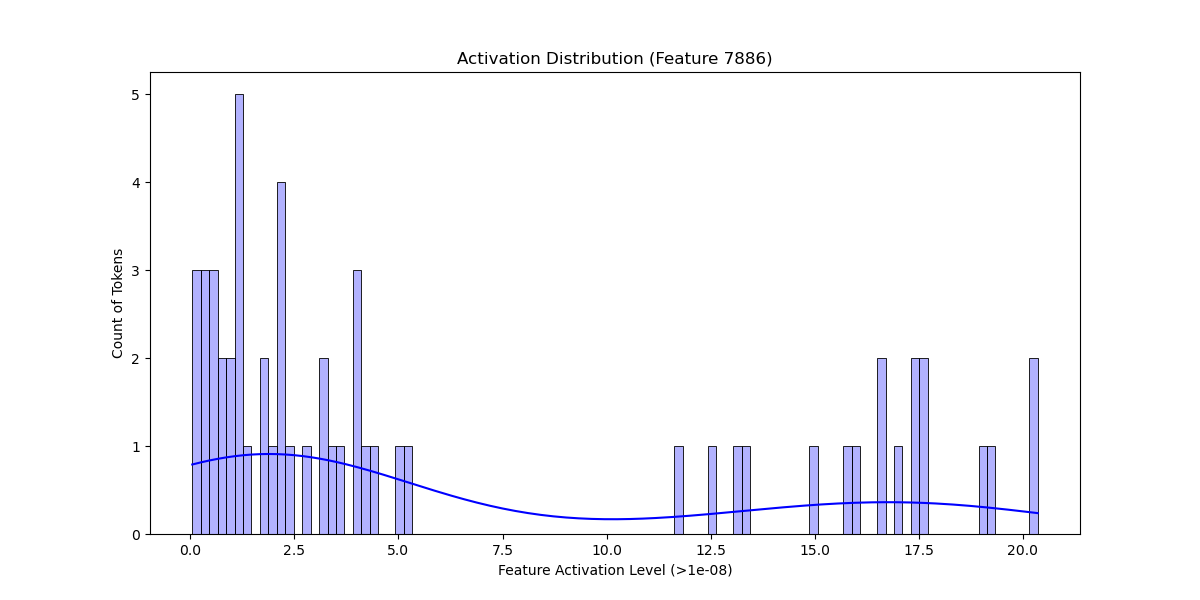 Activation Distribution (Feature 7886)
Count of Tokens
5
4
3
2
1
0
0.0 2.5 5.0 7.5 10.0 12.5 15.0 17.5 20.0
Feature Activation Level (>1e-08)